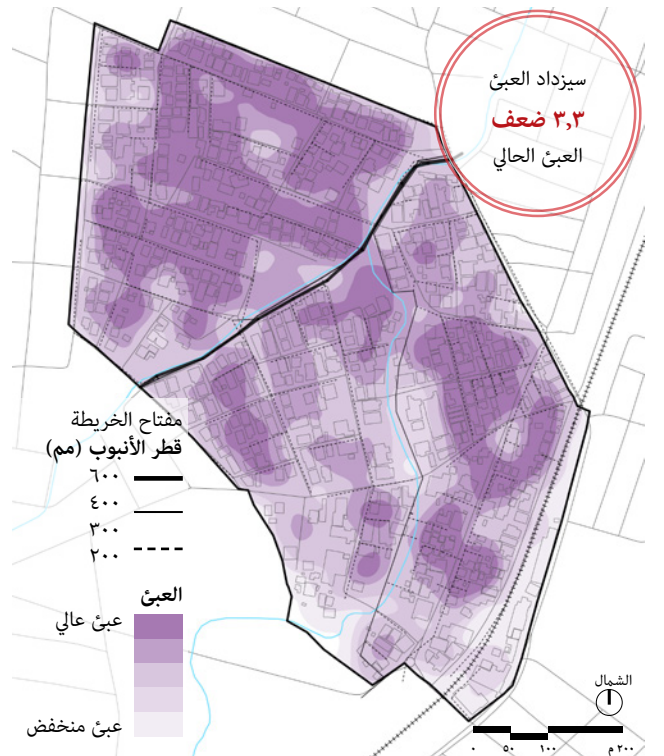 سيزداد العبئ
٣,٣ ضعف
العبئ الحالي
مفتاح الخريطة
قطر الأنبوب (مم)
٦٠٠
٤٠٠
٣٠٠
٢٠٠
العبئ
عبئ عالي
عبئ منخفض
الشمال
٠ ٥٠ ١٠٠ ٢٠٠ م